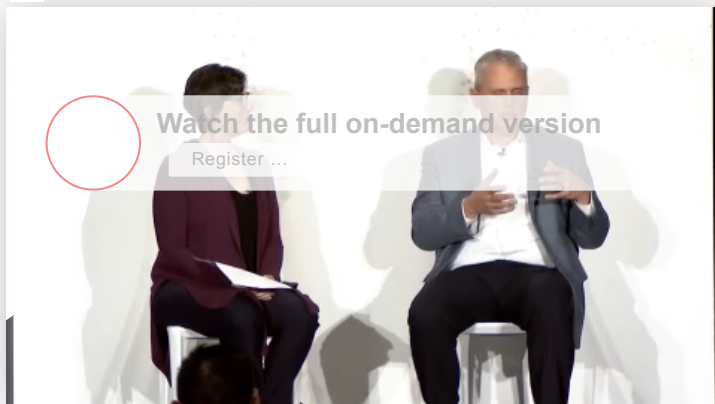 Watch the full on-demand version
Register ...